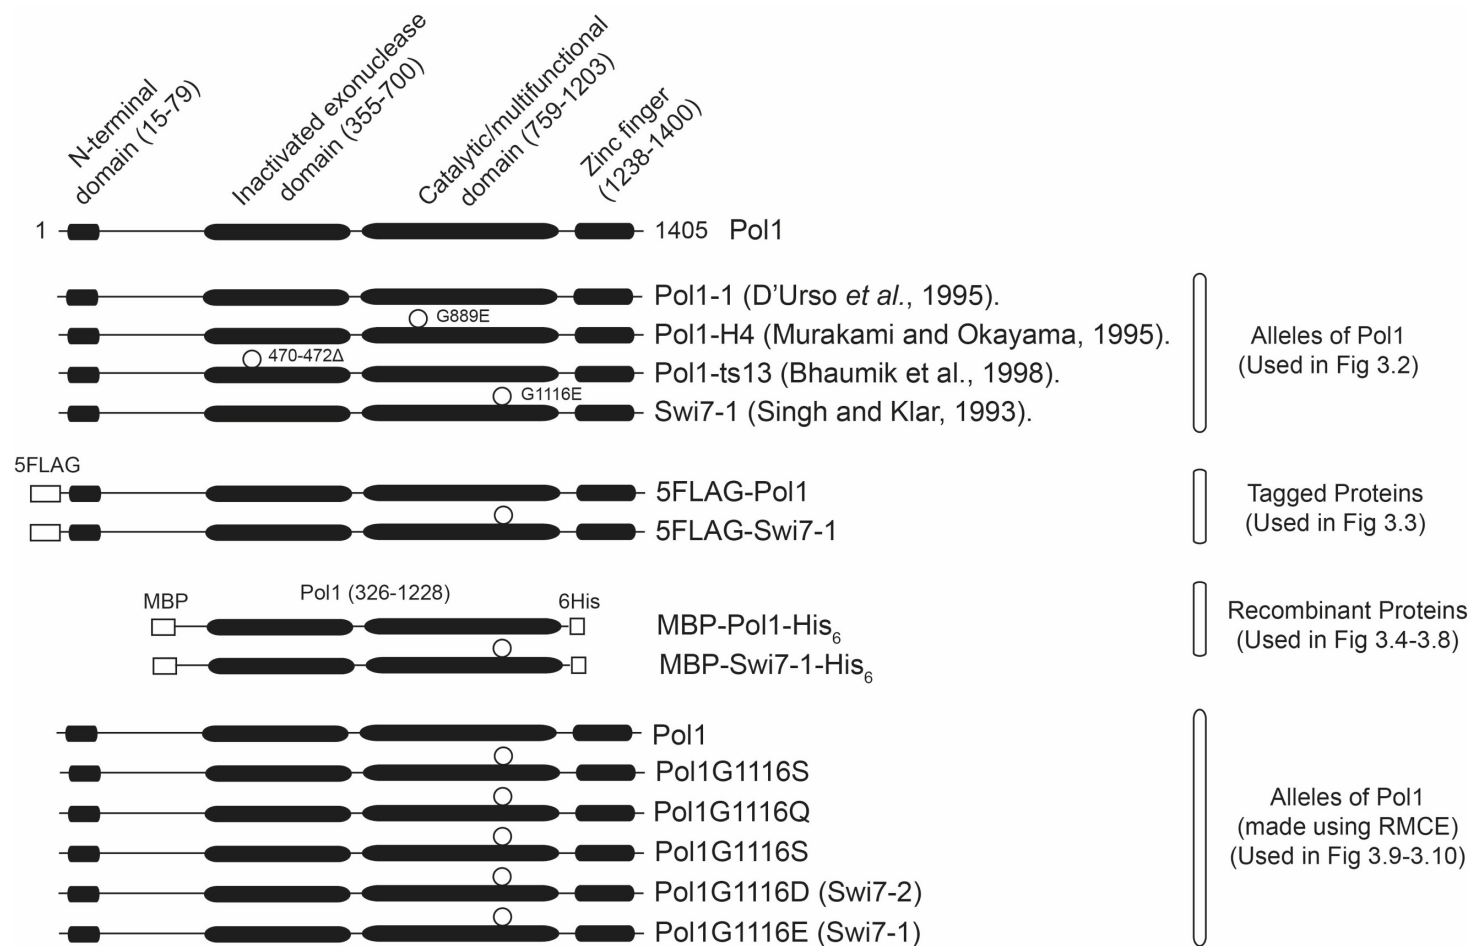 N-terminal
domain (15-79)
Inactivated exonuclease
domain (355-700)
Catalytic/multifunctional
domain (759-1203)
Zinc finger
(1238-1400)
1
1405 Pol1
Pol1-1 (D’Urso et al., 1995).
G889E
Pol1-H4 (Murakami and Okayama, 1995).
470-472Δ
Pol1-ts13 (Bhaumik et al., 1998).
G1116E
Swi7-1 (Singh and Klar, 1993).
Alleles of Pol1
(Used in Fig 3.2)
5FLAG
5FLAG-Pol1
5FLAG-Swi7-1
Tagged Proteins
(Used in Fig 3.3)
MBP
Pol1 (326-1228)
6His
MBP-Pol1-His6
MBP-Swi7-1-His6
Recombinant Proteins
(Used in Fig 3.4-3.8)
Pol1
Pol1G1116S
Pol1G1116Q
Pol1G1116S
Pol1G1116D (Swi7-2)
Pol1G1116E (Swi7-1)
Alleles of Pol1
(made using RMCE)
(Used in Fig 3.9-3.10)